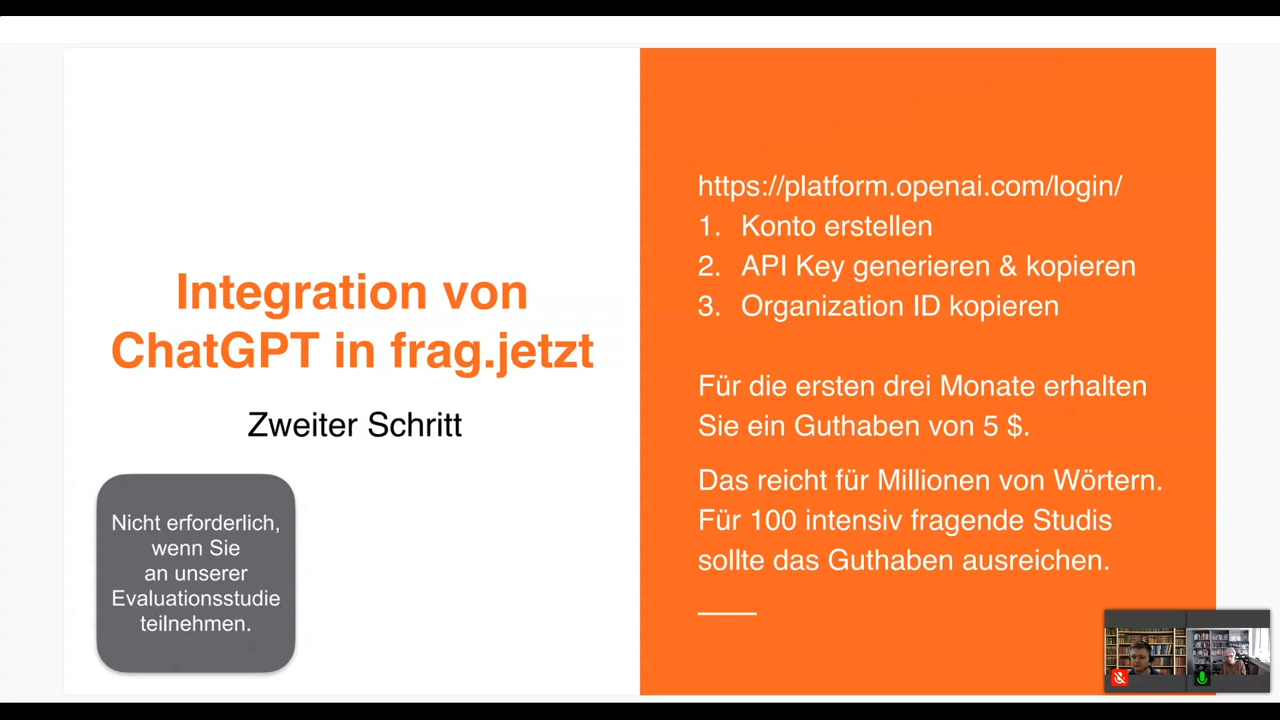 Integration von
ChatGPT in frag.jetzt
Zweiter Schritt
Nicht erforderlich,
wenn Sie
an unserer
Evaluationsstudie
teilnehmen.
https://platform.openai.com/login/
1. Konto erstellen
2. API Key generieren & kopieren
3. Organization ID kopieren
Für die ersten drei Monate erhalten
Sie ein Guthaben von 5 $.
Das reicht für Millionen von Wörtern.
Für 100 intensiv fragende Studis
sollte das Guthaben ausreichen.